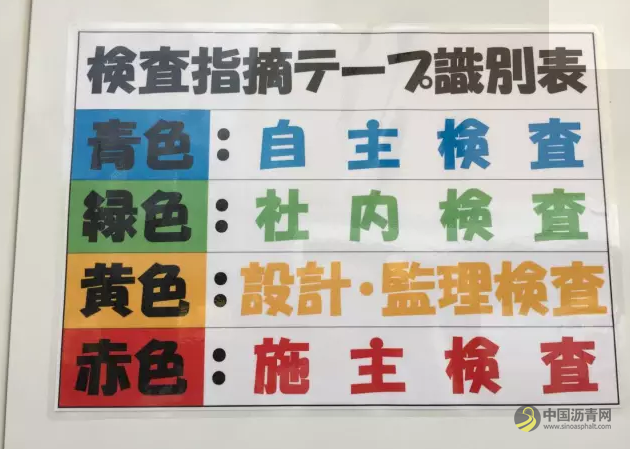 検査指摘テープ識別表
青色：自主検査
緑色：社内検査
黄色：設計・監理検査
赤色：施主検査
中国沥青网
www.sinoasphalt.com